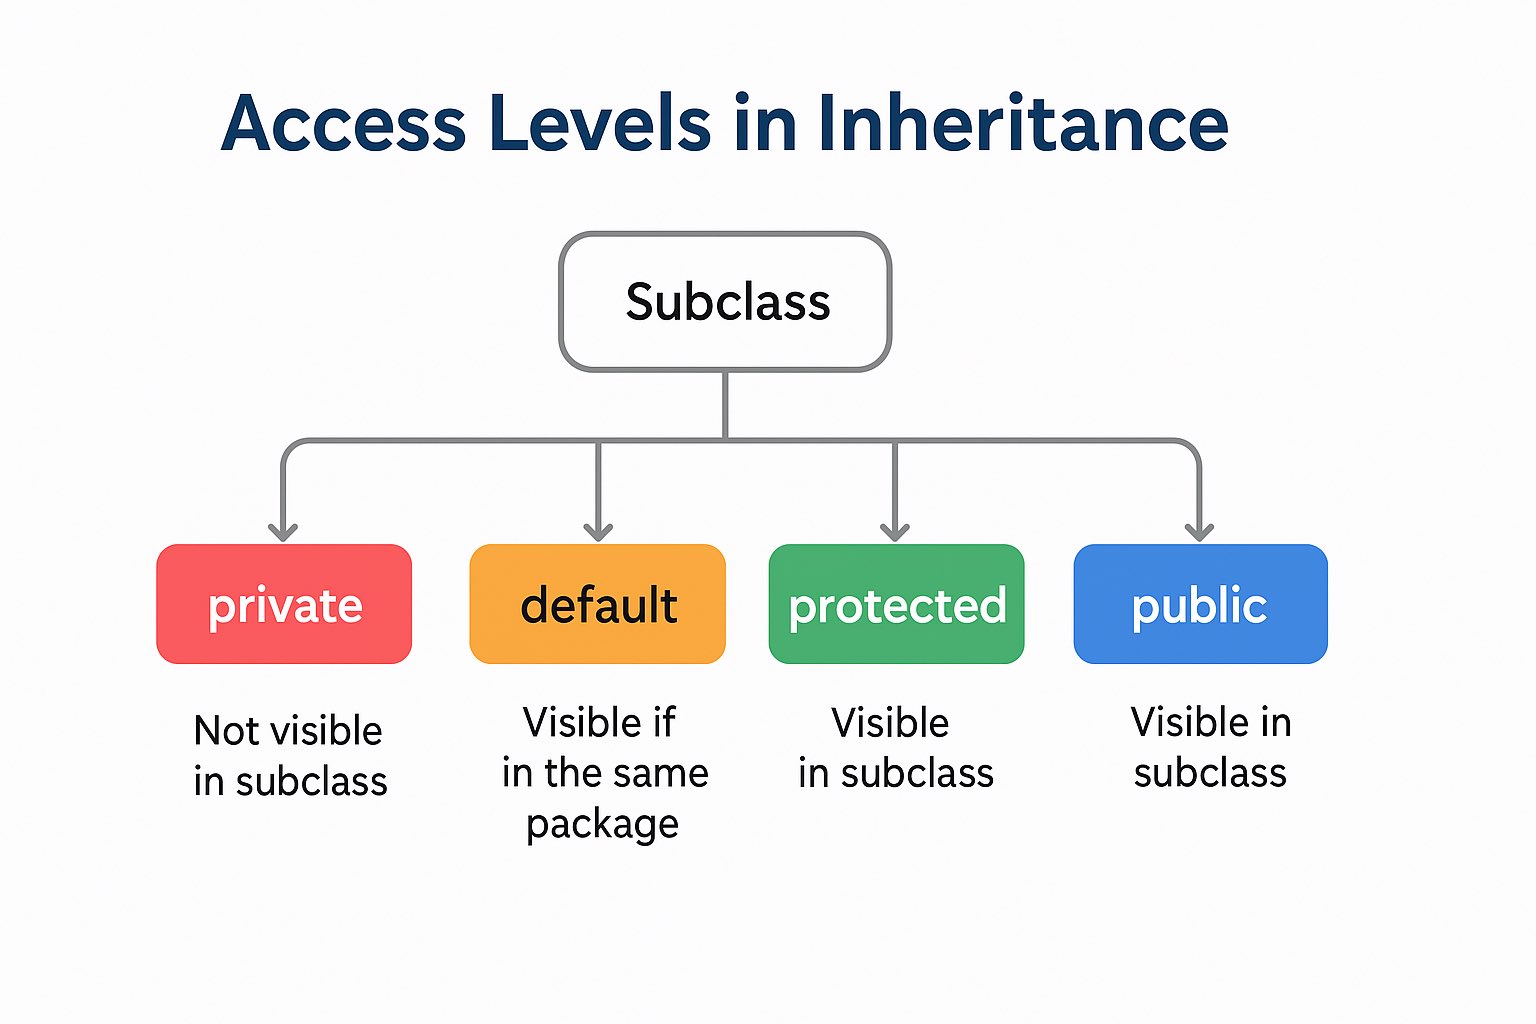 Access Levels in Inheritance
Subclass
private
default
protected
public
Not visible
in subclass
Visible if
in the same
package
Visible
in subclass
Visible in
subclass